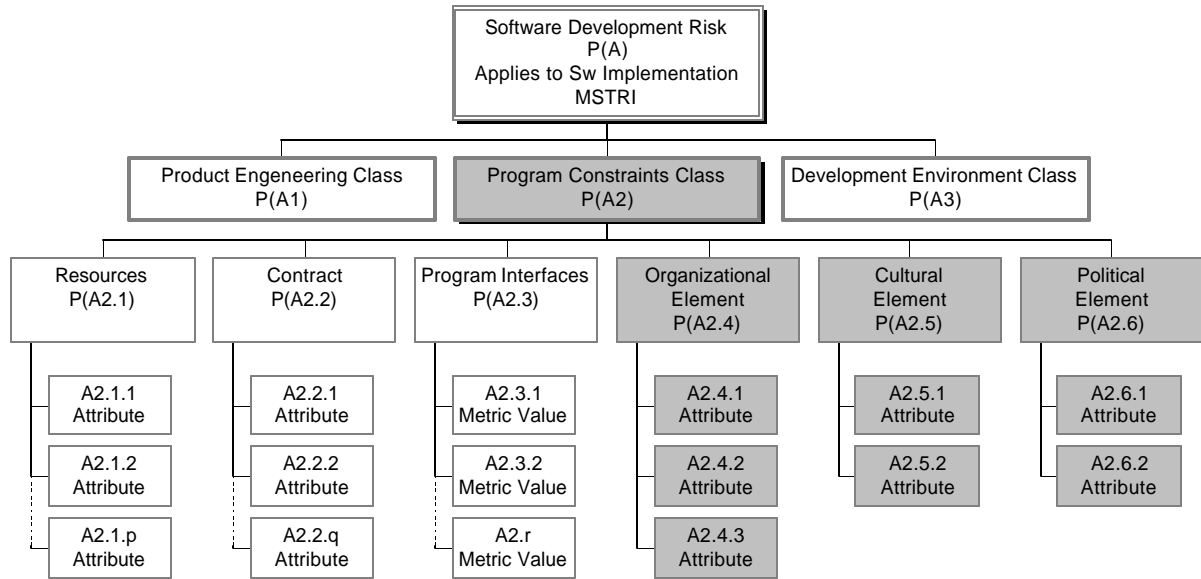 Software Development Risk
P(A)
Applies to Sw Implementation
MSTRI
Product Engeneering Class
P(A1)
Program Constraints Class
P(A2)
Development Environment Class
P(A3)
Resources
P(A2.1)
Contract
P(A2.2)
Program Interfaces
P(A2.3)
Organizational
Element
P(A2.4)
Cultural
Element
P(A2.5)
Political
Element
P(A2.6)
A2.1.1
Attribute
A2.1.2
Attribute
A2.1.p
Attribute
A2.2.1
Attribute
A2.2.2
Attribute
A2.2.q
Attribute
A2.3.1
Metric Value
A2.3.2
Metric Value
A2.r
Metric Value
A2.4.1
Attribute
A2.4.2
Attribute
A2.4.3
Attribute
A2.5.1
Attribute
A2.5.2
Attribute
A2.6.1
Attribute
A2.6.2
Attribute